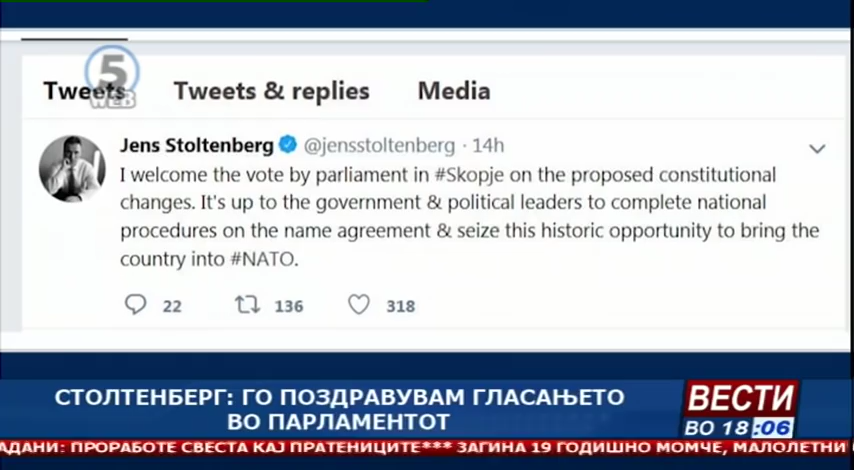 5
WEB
Tweets Tweets & replies Media
Jens Stoltenberg @jensstoltenberg · 14h
I welcome the vote by parliament in #Skopje on the proposed constitutional
changes. It's up to the government & political leaders to complete national
procedures on the name agreement & seize this historic opportunity to bring the
country into #NATO.
22 136 318
СТОЛТЕНБЕРГ: ГО ПОЗДРАВУВАМ ГЛАСАЊЕТО
ВО ПАРЛАМЕНТОТ
ВЕСТИ
ВО 18:06
АДАНИ: ПРОРАБОТЕ СВЕСТА КАЈ ПРАТЕНИЦИТЕ*** ЗАГИНА 19 ГОДИШНО МОМЧЕ, МАЛОЛЕТНИ